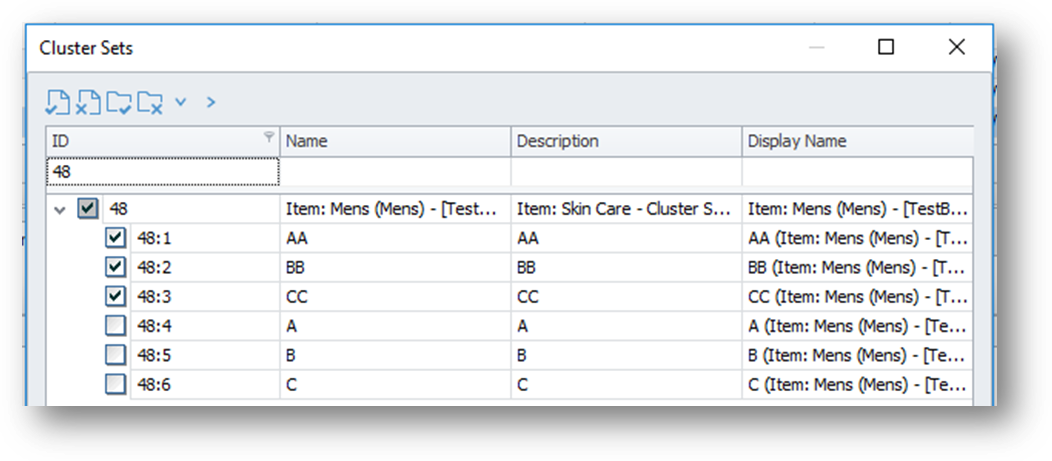 Cluster Sets
ID Name Description Display Name
48
48 Item: Mens (Mens) - [Test... Item: Skin Care - Cluster S... Item: Mens (Mens) - [TestB...
48:1 AA AA AA (Item: Mens (Mens) - [T...
48:2 BB BB BB (Item: Mens (Mens) - [T...
48:3 CC CC CC (Item: Mens (Mens) - [T...
48:4 A A A (Item: Mens (Mens) - [Te...
48:5 B B B (Item: Mens (Mens) - [Te...
48:6 C C C (Item: Mens (Mens) - [Te...